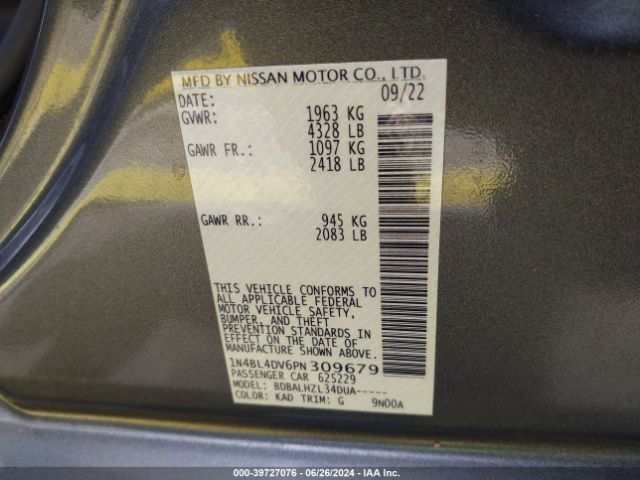 MFD BY NISSAN MOTOR CO., LTD.
DATE: 09/22
GVWR: 1963 KG
4328 LB
GAWR FR.: 1097 KG
2418 LB
GAWR RR.: 945 KG
2083 LB
THIS VEHICLE CONFORMS TO
ALL APPLICABLE FEDERAL
MOTOR VEHICLE SAFETY,
BUMPER, AND THEFT
PREVENTION STANDARDS IN
EFFECT ON THE DATE OF
MANUFACTURE SHOWN ABOVE.
1N4BL4DV6PN 309679
PASSENGER CAR 625229
MODEL: BDBALHZL34DUA-----
COLOR: KAD TRIM: G 9N00A
000-39727076 / 06/26/2024 - IAA Inc.